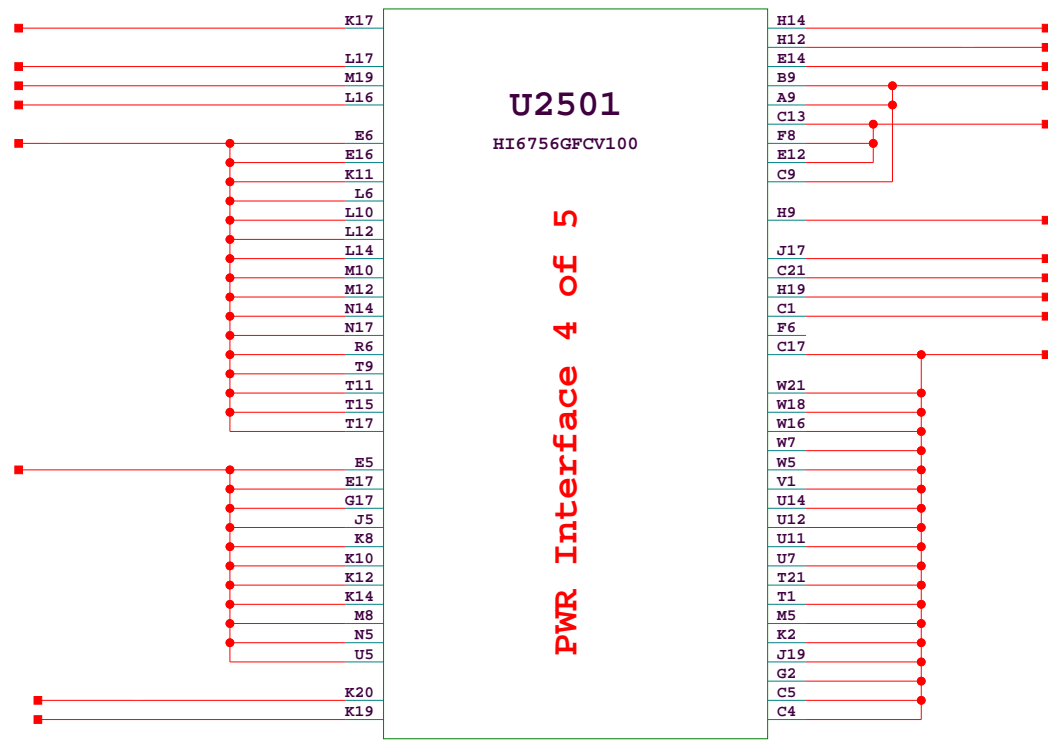 K17
L17
M19
L16
E6
E16
K11
L6
L10
L12
L14
M10
M12
N14
N17
R6
T9
T11
T15
T17
E5
E17
G17
J5
K8
K10
K12
K14
M8
N5
U5
K20
K19
U2501
HI6756GFCV100
PWR Interface 4 of 5
H14
H12
E14
B9
A9
C13
F8
E12
C9
H9
J17
C21
H19
C1
F6
C17
W21
W18
W16
W7
W5
V1
U14
U12
U11
U7
T21
T1
M5
K2
J19
G2
C5
C4